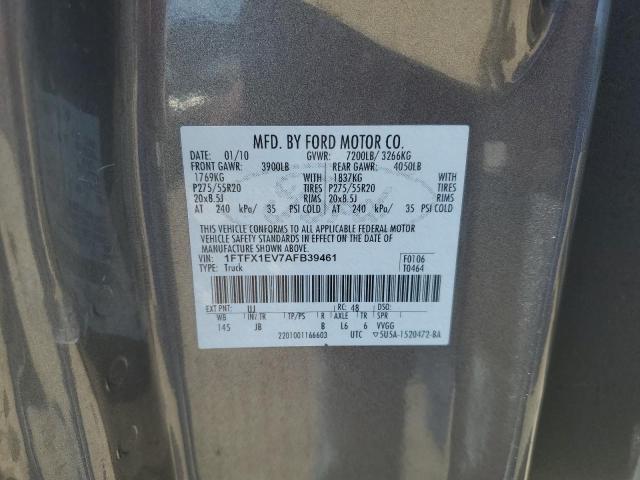 MFD. BY FORD MOTOR CO.
DATE: 01/10 GVWR: 7200LB/ 3266KG
FRONT GAWR: 3900LB REAR GAWR: 4050LB
1769KG WITH 1837KG WITH
P275/55R20 TIRES P275/55R20 TIRES
20x8.5J RIMS 20x8.5J RIMS
AT 240 kPa/ 35 PSI COLD AT 240 kPa/ 35 PSI COLD
THIS VEHICLE CONFORMS TO ALL APPLICABLE FEDERAL MOTOR
VEHICLE SAFETY STANDARDS IN EFFECT ON THE DATE OF
MANUFACTURE SHOWN ABOVE.
VIN: 1FTFX1EV7AFB39461 F0106
TYPE: Truck T0464
EXT PNT: UJ RC: 48 DSO:
WB INT TR TP/PS R AXLE TR SPR
145 JB B L6 6 VVGG
2201001166603 UTC ▽5U5A-1520472-BA